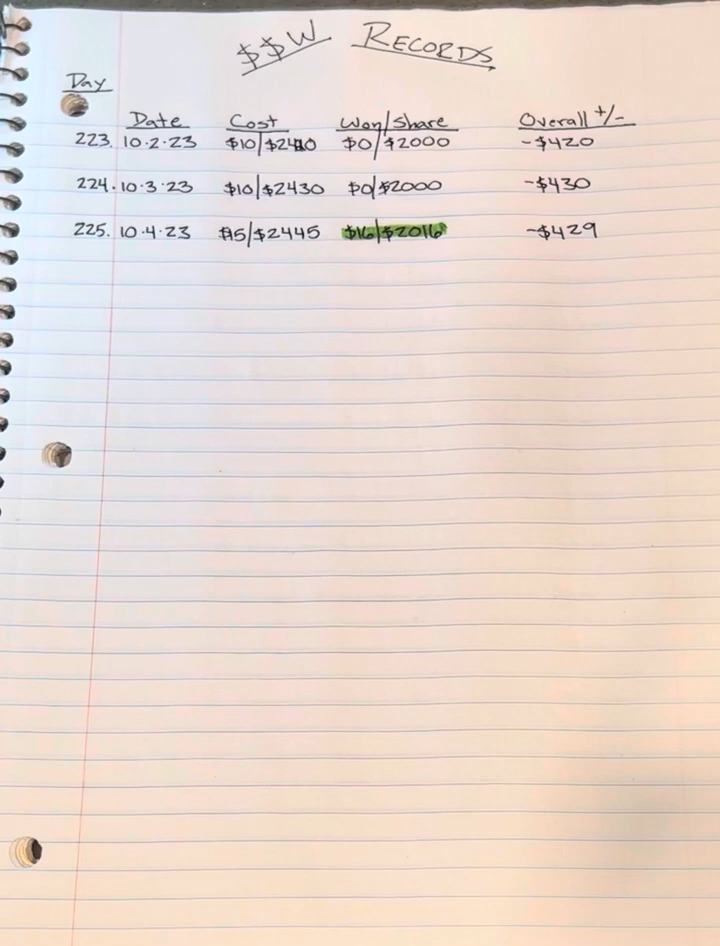 $$W RECORDS
Day
Date Cost Won/Share Overall +/-
223. 10·2·23 $10/ $0/$2000 -$420
224. 10·3·23 $10/$2430 $0/$2000 -$430
225. 10·4·23 $15/$2445 $16/$2016 -$429